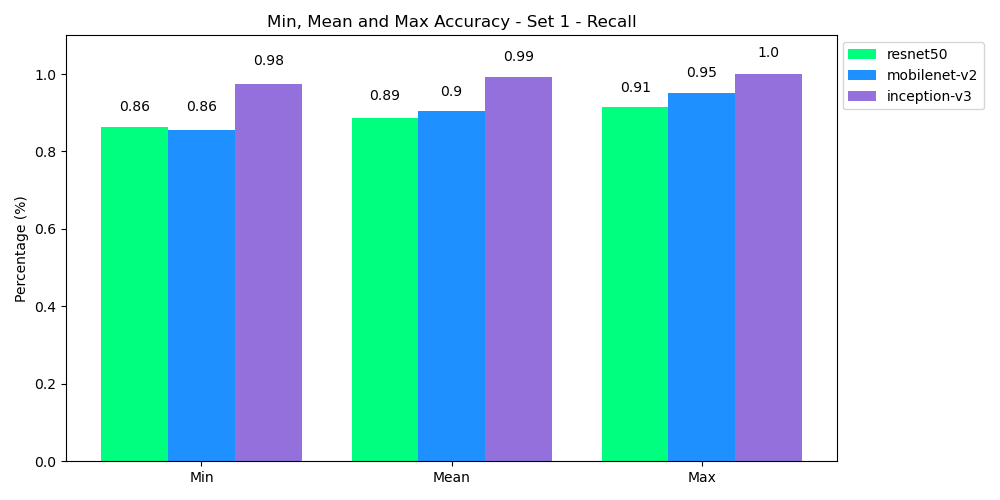 Min, Mean and Max Accuracy - Set 1 - Recall
resnet50
mobilenet-v2
inception-v3
Percentage (%)
1.0
0.8
0.6
0.4
0.2
0.0
0.86
0.86
0.98
0.89
0.9
0.99
0.91
0.95
1.0
Min
Mean
Max